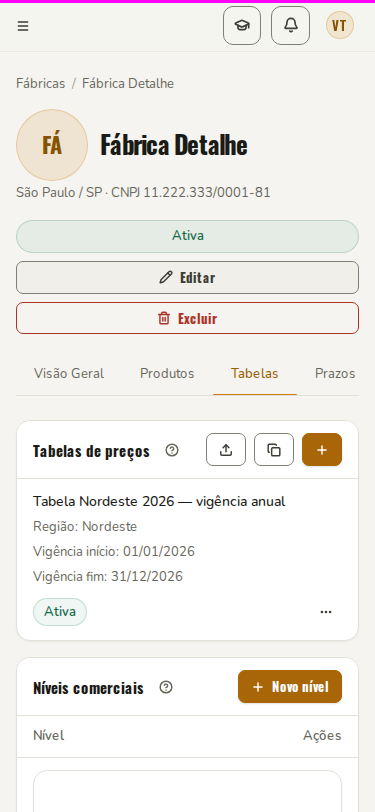 VT
Fábricas / Fábrica Detalhe
FÁ
Fábrica Detalhe
São Paulo / SP · CNPJ 11.222.333/0001-81
Ativa
Editar
Excluir
Visão Geral Produtos Tabelas Prazos
Tabelas de preços
Tabela Nordeste 2026 — vigência anual
Região: Nordeste
Vigência início: 01/01/2026
Vigência fim: 31/12/2026
Ativa
Níveis comerciais
Novo nível
Nível Ações